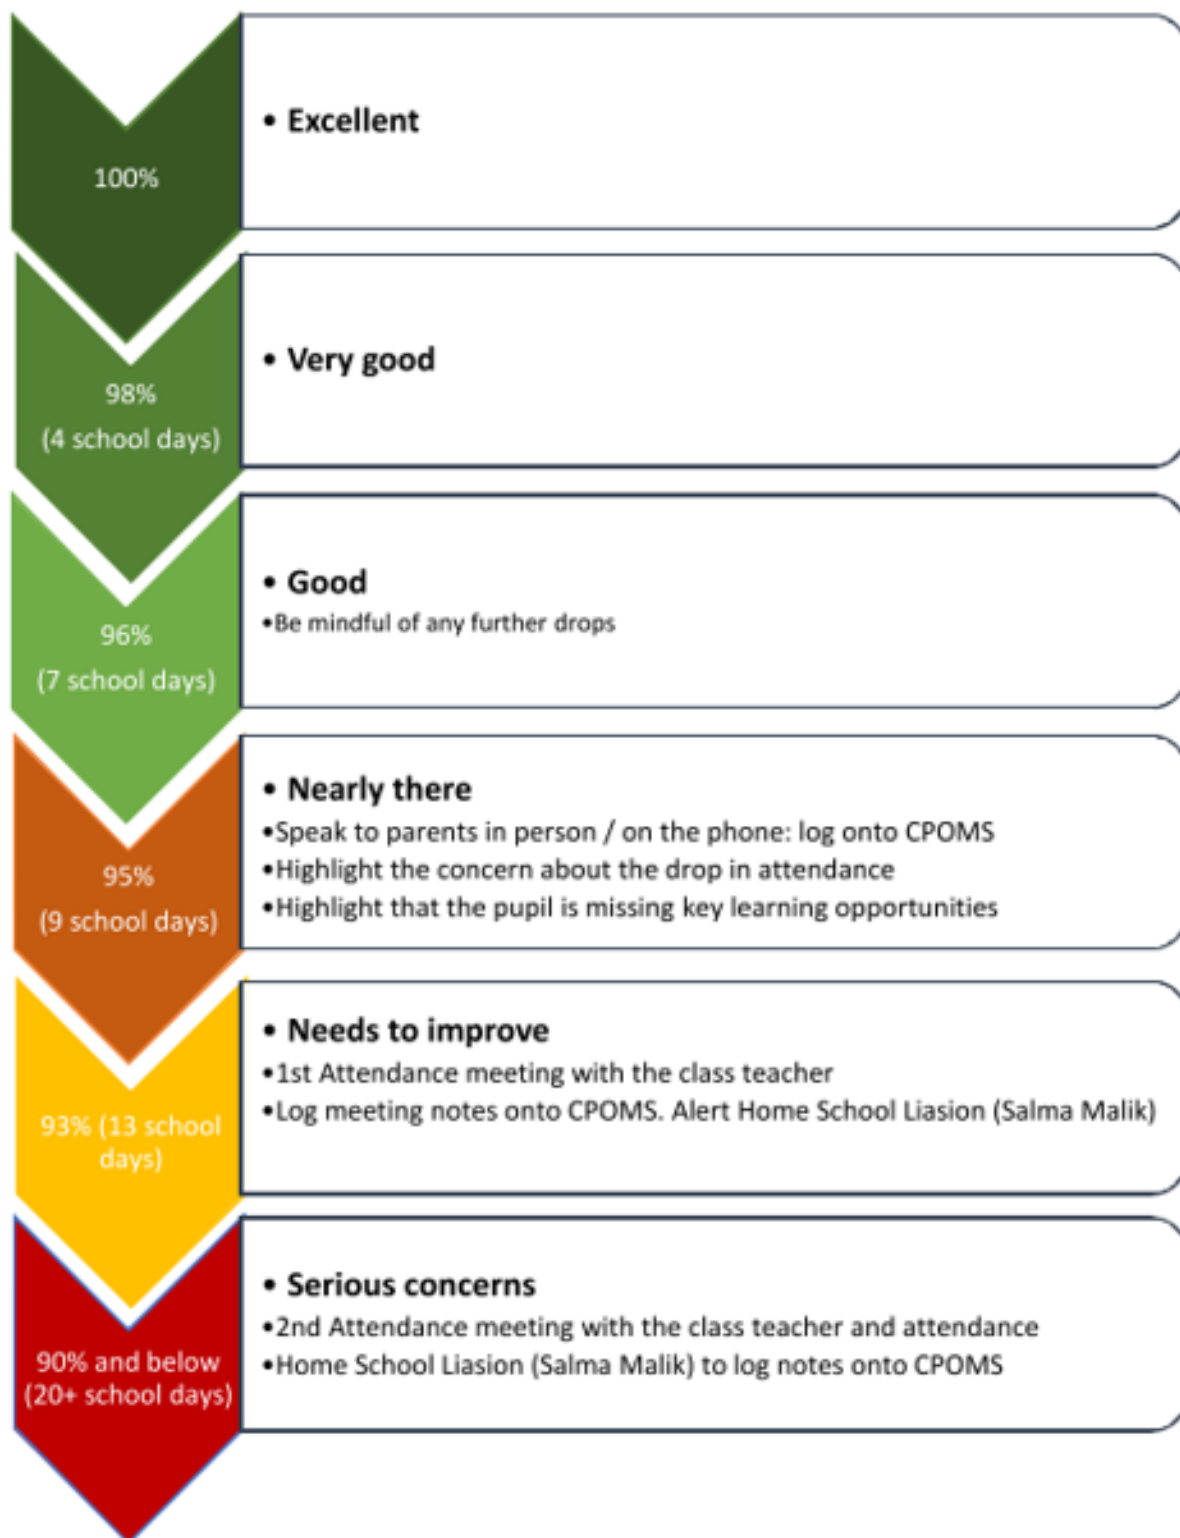 100%
• Excellent
98%
(4 school days)
• Very good
96%
(7 school days)
• Good
•Be mindful of any further drops
95%
(9 school days)
• Nearly there
•Speak to parents in person / on the phone: log onto CPOMS
•Highlight the concern about the drop in attendance
•Highlight that the pupil is missing key learning opportunities
93% (13 school
days)
• Needs to improve
•1st Attendance meeting with the class teacher
•Log meeting notes onto CPOMS. Alert Home School Liasion (Salma Malik)
90% and below
(20+ school days)
• Serious concerns
•2nd Attendance meeting with the class teacher and attendance
•Home School Liasion (Salma Malik) to log notes onto CPOMS